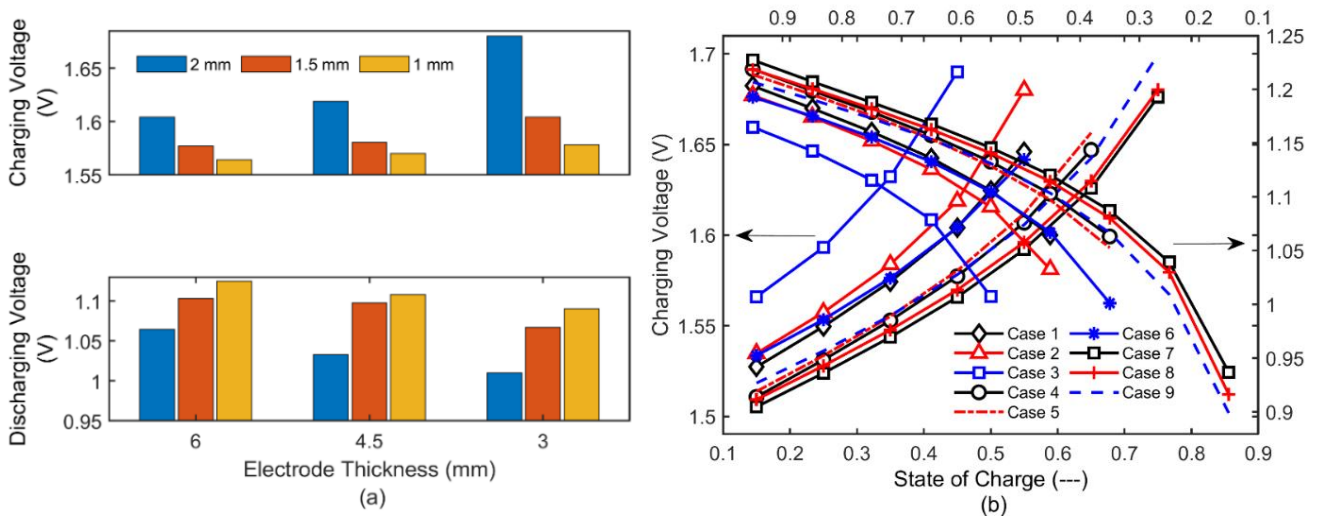 Charging Voltage
(V)
1.65
1.6
1.55
2 mm
1.5 mm
1 mm
Discharging Voltage
(V)
1.1
1.05
1
0.95
6
4.5
3
Electrode Thickness (mm)
(a)
0.9 0.8 0.7 0.6 0.5 0.4 0.3 0.2 0.1
Charging Voltage (V)
1.7
1.65
1.6
1.55
1.5
1.25
1.2
1.15
1.1
1.05
1
0.95
0.9
Case 1
Case 2
Case 3
Case 4
Case 5
Case 6
Case 7
Case 8
Case 9
0.1 0.2 0.3 0.4 0.5 0.6 0.7 0.8 0.9
State of Charge (---)
(b)